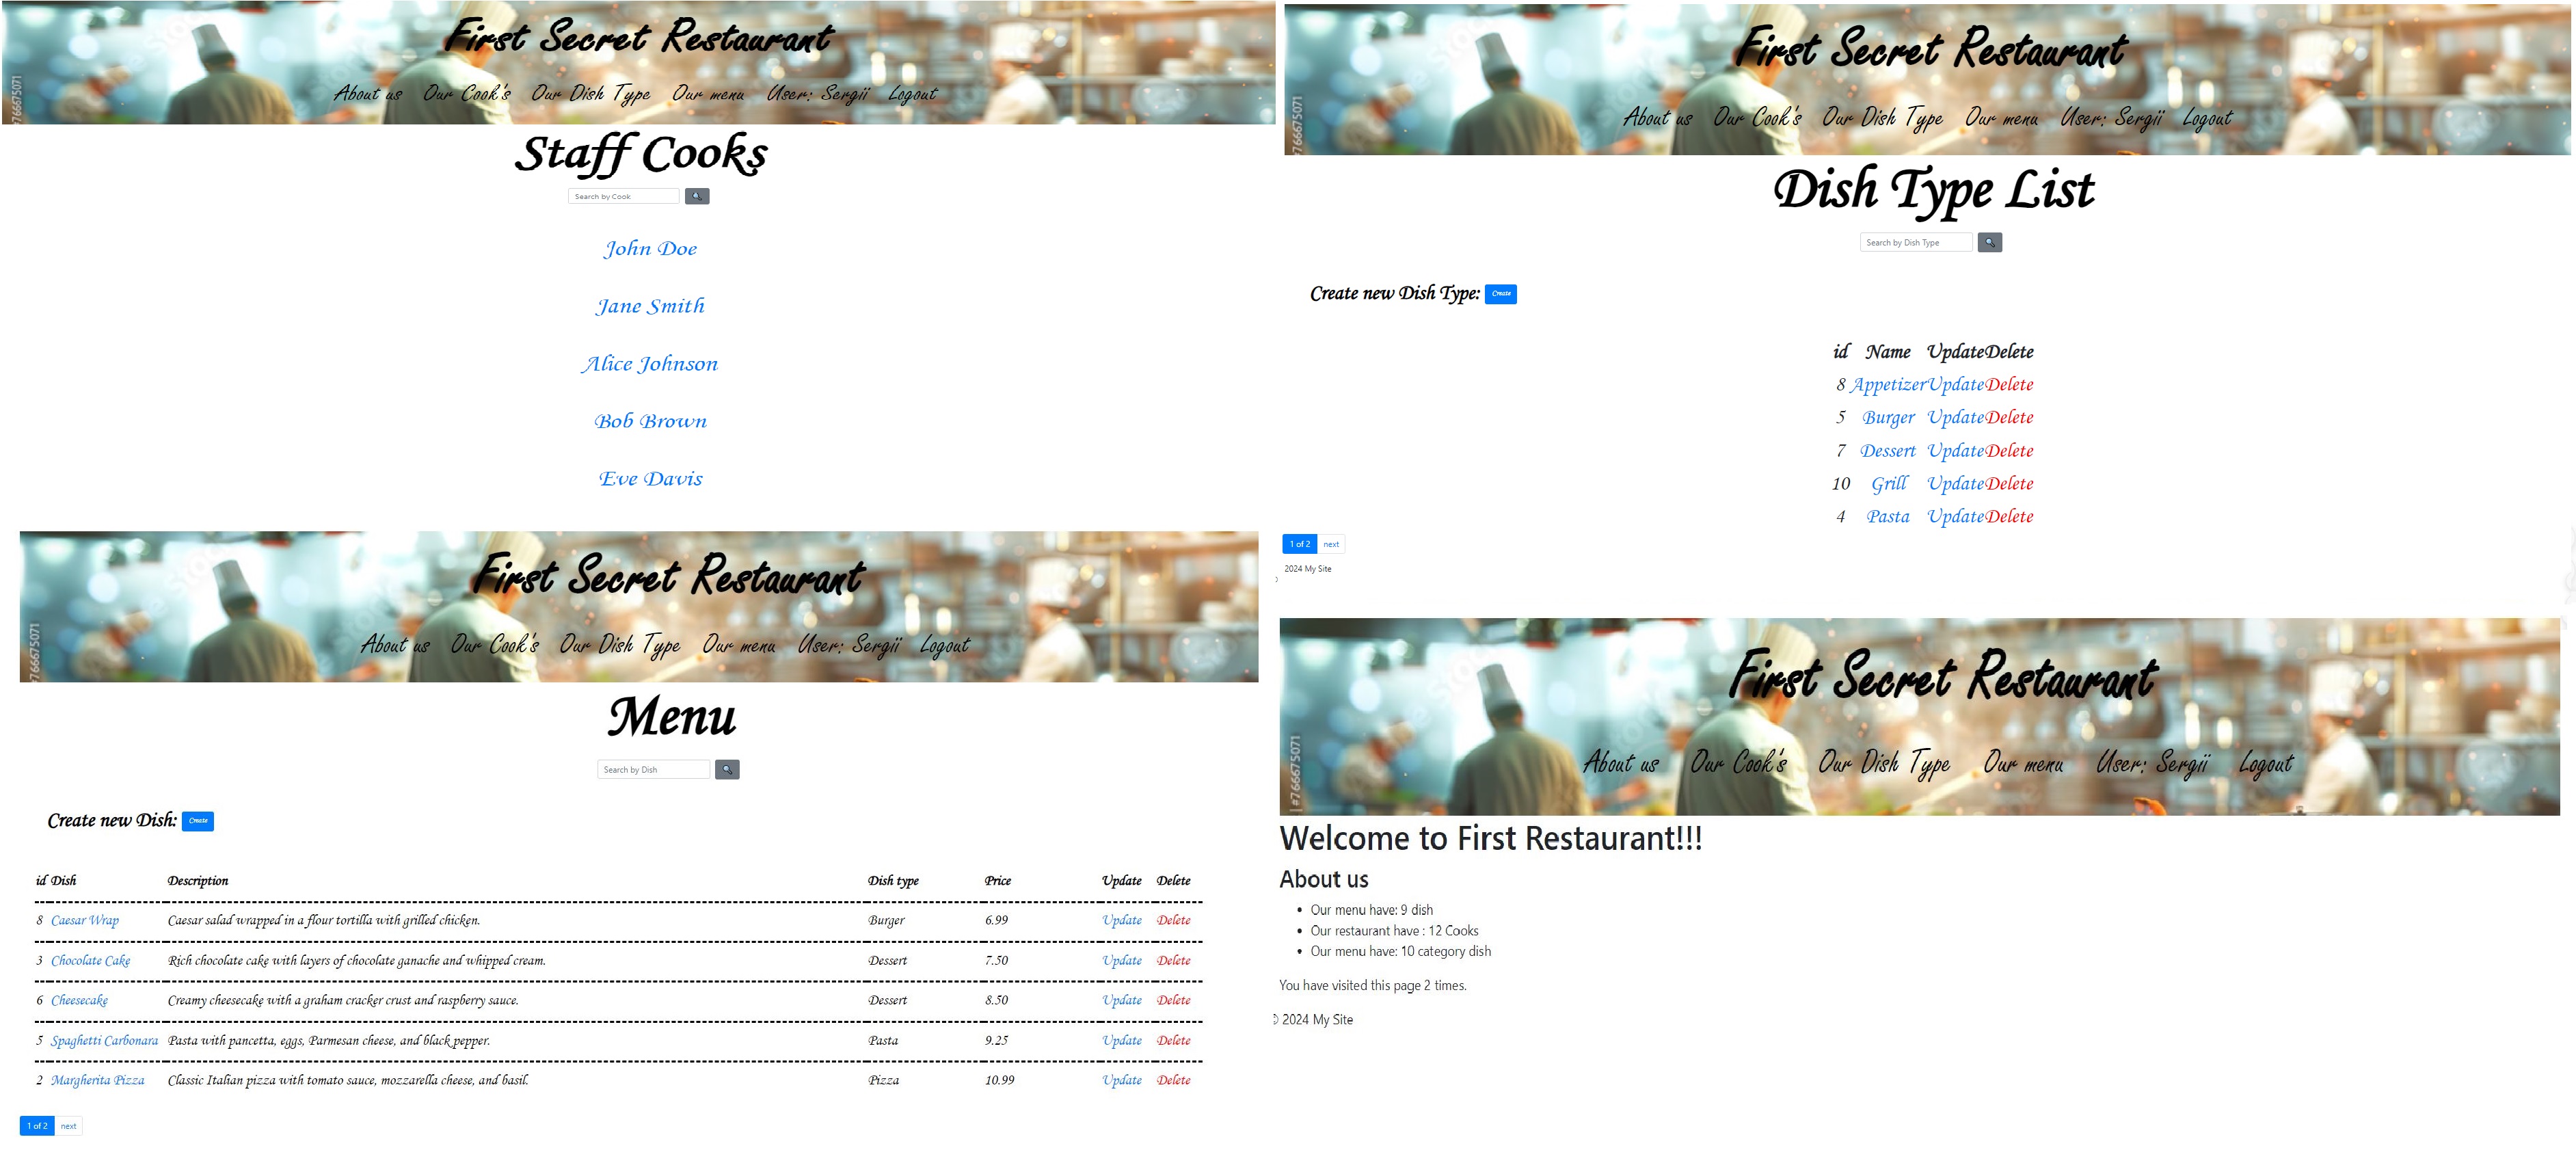 First Secret Restaurant
About us Our Cook's Our Dish Type Our menu User: Sergii Logout
#766675071
Staff Cooks
Search by Cook
John Doe
Jane Smith
Alice Johnson
Bob Brown
Eve Davis
First Secret Restaurant
About us Our Cook's Our Dish Type Our menu User: Sergii Logout
#766675071
Dish Type List
Search by Dish Type
Create new Dish Type: Create
id Name Update Delete
8 Appetizer Update Delete
5 Burger Update Delete
7 Dessert Update Delete
10 Grill Update Delete
4 Pasta Update Delete
1 of 2 next
2024 My Site
First Secret Restaurant
About us Our Cook's Our Dish Type Our menu User: Sergii Logout
#766675071
Menu
Search by Dish
Create new Dish: Create
id Dish Description Dish type Price Update Delete
8 Caesar Wrap Caesar salad wrapped in a flour tortilla with grilled chicken. Burger 6.99 Update Delete
3 Chocolate Cake Rich chocolate cake with layers of chocolate ganache and whipped cream. Dessert 7.50 Update Delete
6 Cheesecake Creamy cheesecake with a graham cracker crust and raspberry sauce. Dessert 8.50 Update Delete
5 Spaghetti Carbonara Pasta with pancetta, eggs, Parmesan cheese, and black pepper. Pasta 9.25 Update Delete
2 Margherita Pizza Classic Italian pizza with tomato sauce, mozzarella cheese, and basil. Pizza 10.99 Update Delete
1 of 2 next
First Secret Restaurant
About us Our Cook's Our Dish Type Our menu User: Sergii Logout
| #766675071
Welcome to First Restaurant!!!
About us
• Our menu have: 9 dish
• Our restaurant have : 12 Cooks
• Our menu have: 10 category dish
You have visited this page 2 times.
© 2024 My Site